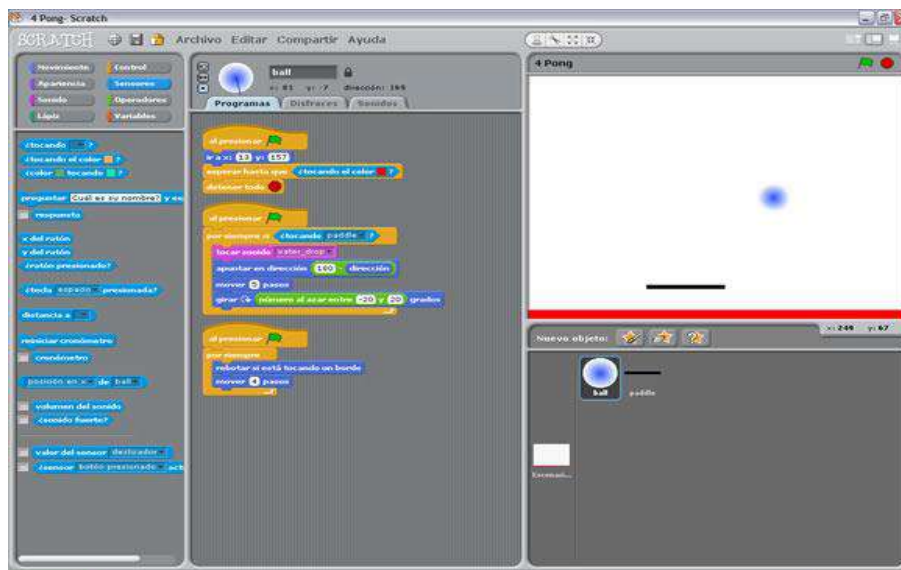 4 Pong- Scratch
SCRATCH Archivo Editar Compartir Ayuda
Movimiento Control
Apariencia Sensores
Sonido Operadores
Lápiz Variables
¿tocando ?
¿tocando el color ?
¿color tocando ?
preguntar Cuál es su nombre? y es
respuesta
x del ratón
y del ratón
¿ratón presionado?
¿tecla espacio presionada?
distancia a
reiniciar cronómetro
cronómetro
posición en x de ball
volumen del sonido
¿sonido fuerte?
valor del sensor deslizador
¿sensor botón presionado act
ball
x: 81 y: -7 dirección:
Programas Disfraces Sonidos
al presionar
ir a x: 13 y: 157
esperar hasta que ¿tocando el color ?
detener todo
al presionar
por siempre si ¿tocando paddle ?
tocar sonido water_drop
apuntar en dirección 180 - dirección
mover 5 pasos
girar número al azar entre -20 y 20 grados
al presionar
por siempre
rebotar si está tocando un borde
mover 4 pasos
4 Pong
x: 249 y: 67
Nuevo objeto:
ball paddle
Escenari...